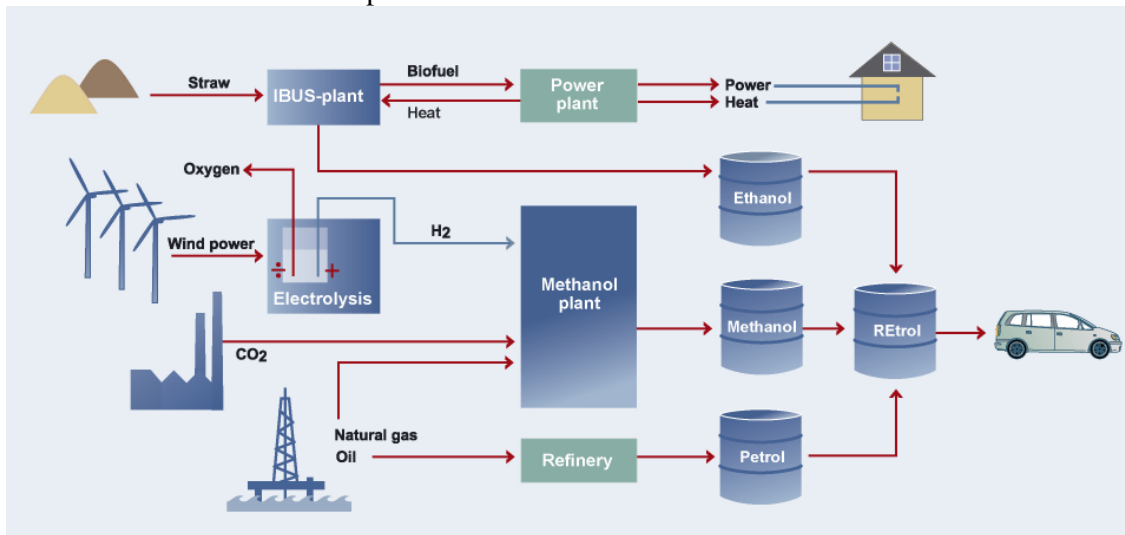 Straw
IBUS-plant
Biofuel
Heat
Power
plant
Power
Heat
Oxygen
Ethanol
Wind power
÷
+
Electrolysis
H2
Methanol
plant
Methanol
REtrol
CO2
Natural gas
Oil
Refinery
Petrol